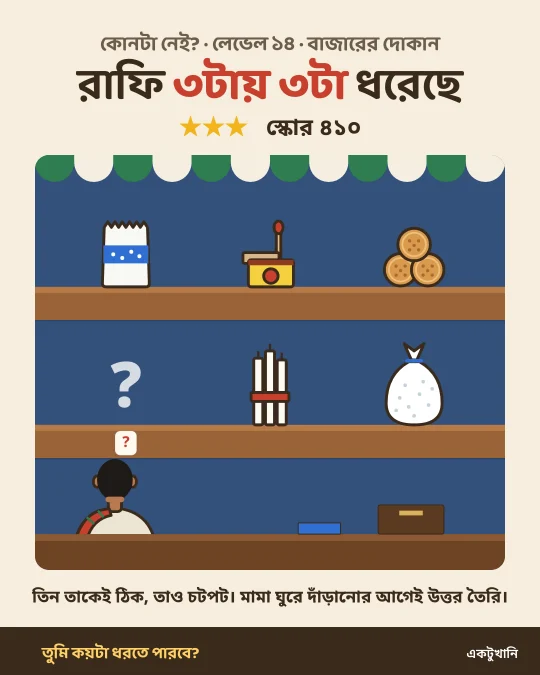 কোনটা নেই? · লেভেল ১৪ · বাজারের দোকান
রাফি ৩টায় ৩টা ধরেছে
★★★ স্কোর ৪১০
?
?
তিন তাকেই ঠিক, তাও চটপট। মামা ঘুরে দাঁড়ানোর আগেই উত্তর তৈরি।
তুমি কয়টা ধরতে পারবে?
একটুখানি